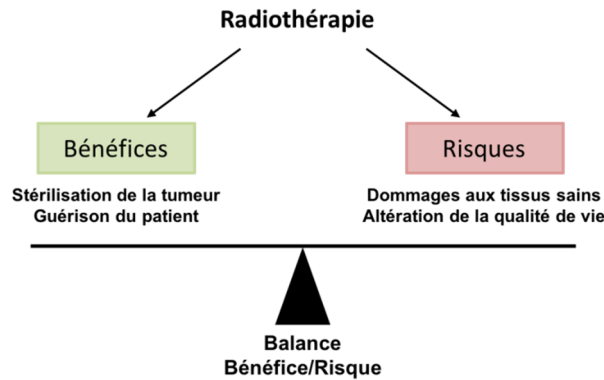 Radiothérapie
Bénéfices
Stérilisation de la tumeur
Guérison du patient
Risques
Dommages aux tissus sains
Altération de la qualité de vie
Balance
Bénéfice/Risque